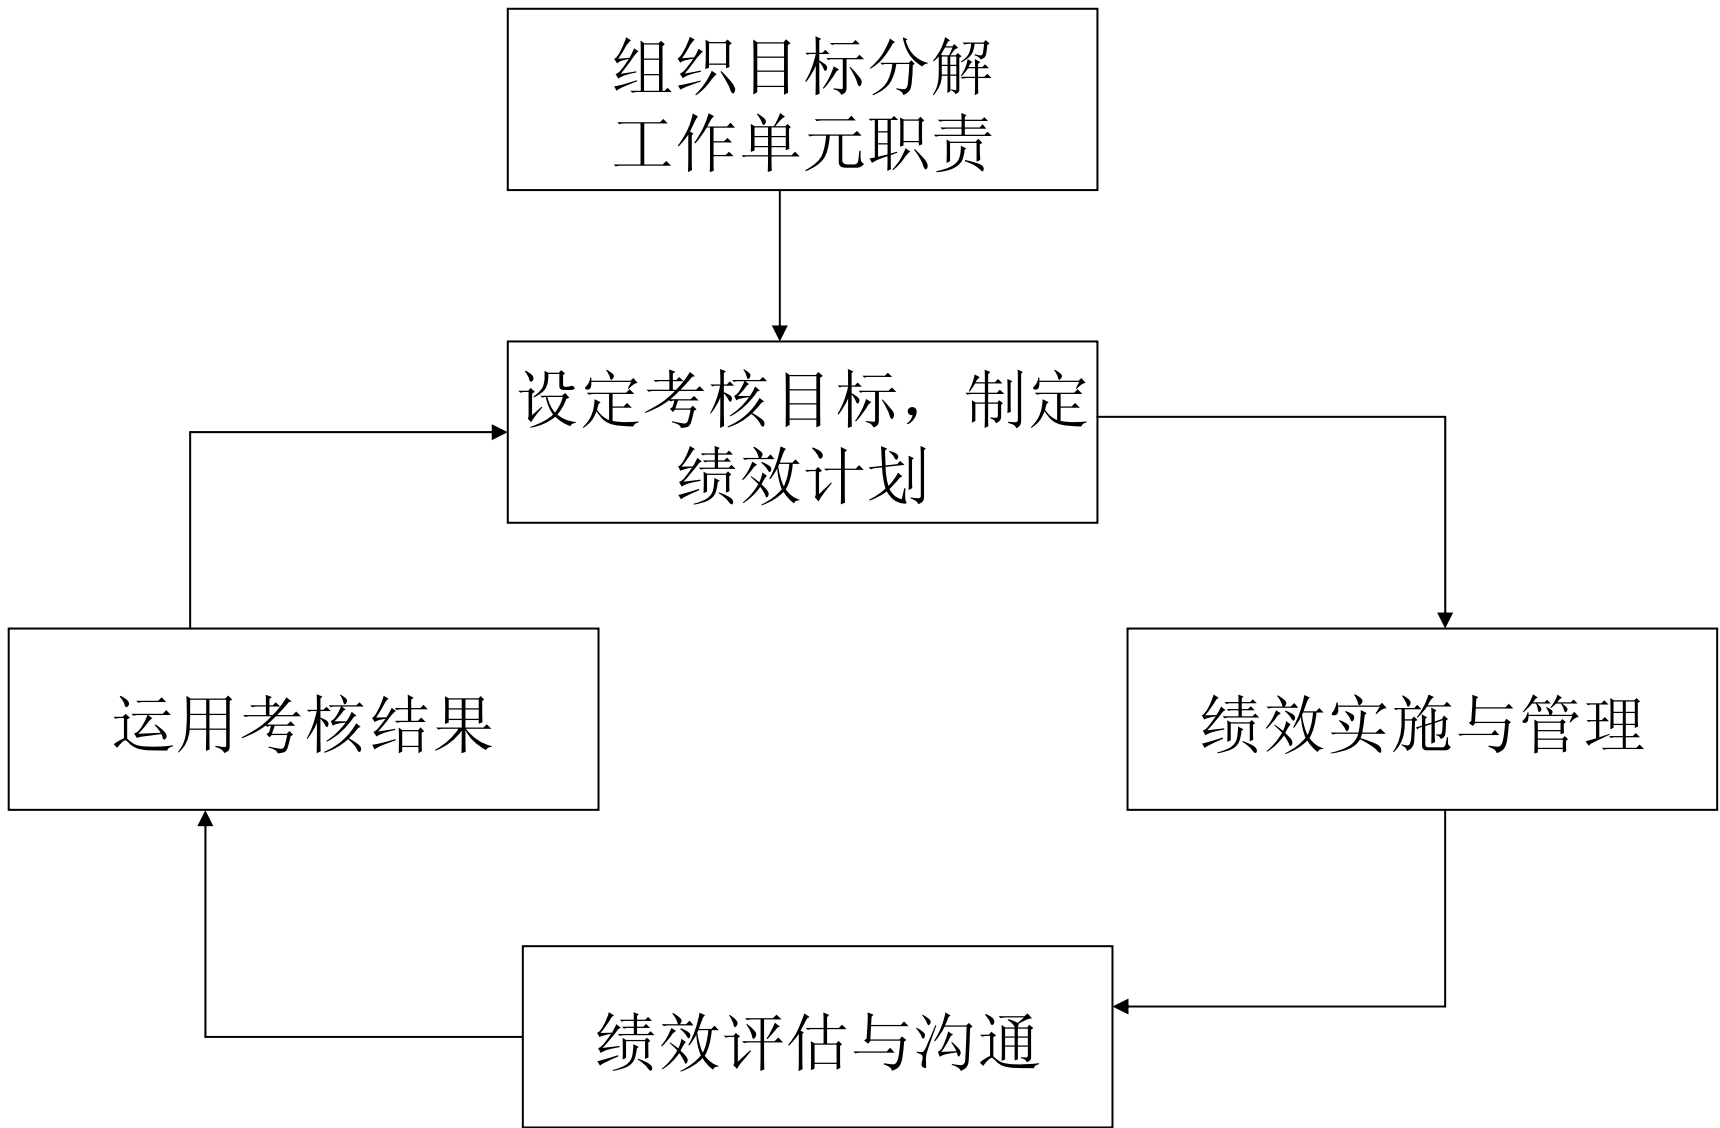 组织目标分解
工作单元职责
设定考核目标，制定
绩效计划
运用考核结果
绩效实施与管理
绩效评估与沟通